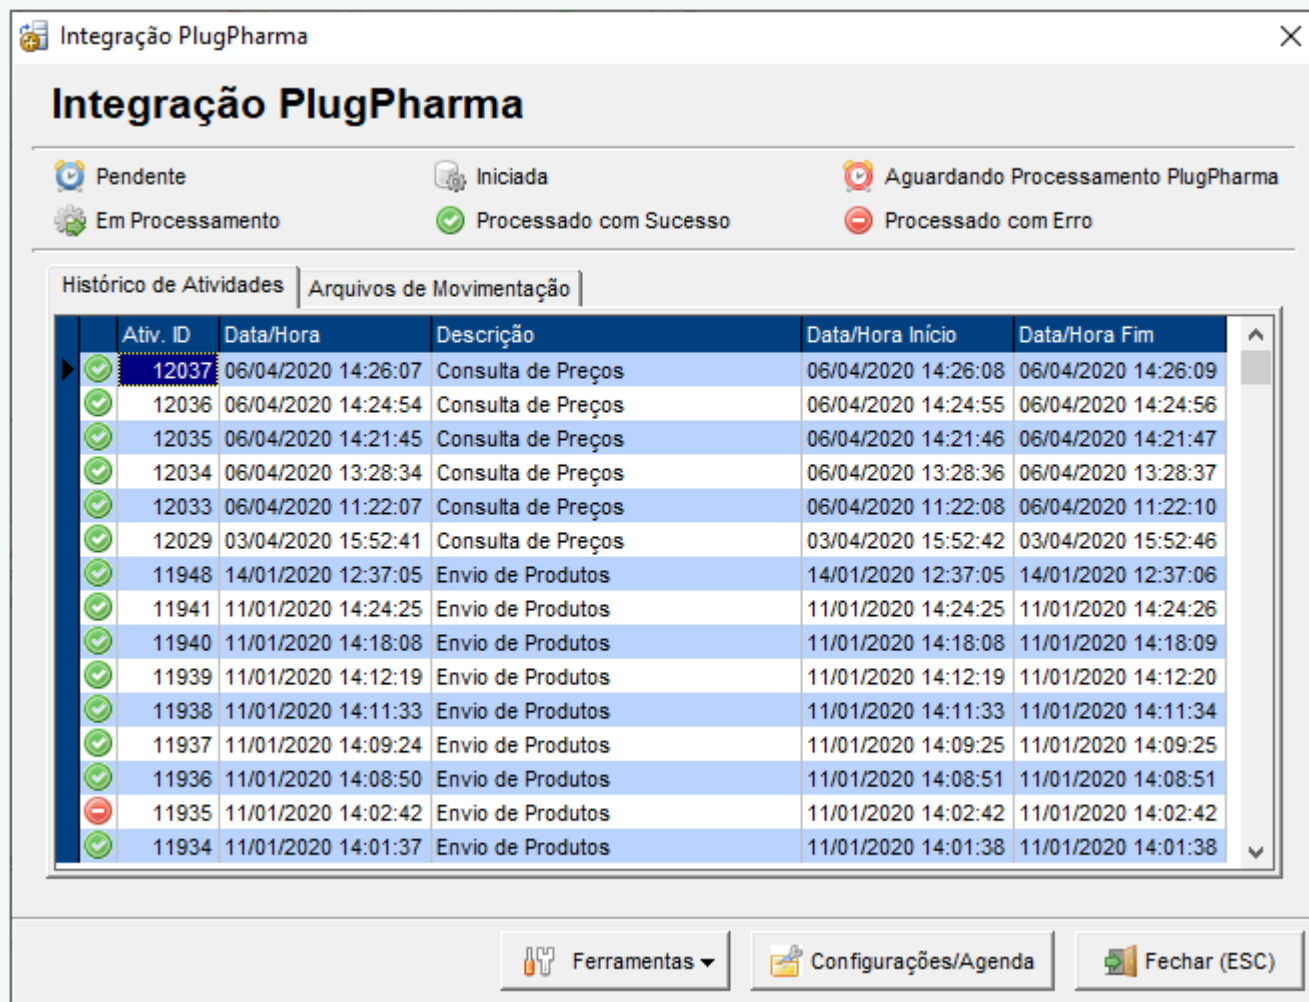 Integração PlugPharma
Integração PlugPharma
Pendente Iniciada Aguardando Processamento PlugPharma
Em Processamento Processado com Sucesso Processado com Erro
Histórico de Atividades Arquivos de Movimentação
Ativ. ID Data/Hora Descrição Data/Hora Início Data/Hora Fim
12037 06/04/2020 14:26:07 Consulta de Preços 06/04/2020 14:26:08 06/04/2020 14:26:09
12036 06/04/2020 14:24:54 Consulta de Preços 06/04/2020 14:24:55 06/04/2020 14:24:56
12035 06/04/2020 14:21:45 Consulta de Preços 06/04/2020 14:21:46 06/04/2020 14:21:47
12034 06/04/2020 13:28:34 Consulta de Preços 06/04/2020 13:28:36 06/04/2020 13:28:37
12033 06/04/2020 11:22:07 Consulta de Preços 06/04/2020 11:22:08 06/04/2020 11:22:10
12029 03/04/2020 15:52:41 Consulta de Preços 03/04/2020 15:52:42 03/04/2020 15:52:46
11948 14/01/2020 12:37:05 Envio de Produtos 14/01/2020 12:37:05 14/01/2020 12:37:06
11941 11/01/2020 14:24:25 Envio de Produtos 11/01/2020 14:24:25 11/01/2020 14:24:26
11940 11/01/2020 14:18:08 Envio de Produtos 11/01/2020 14:18:08 11/01/2020 14:18:09
11939 11/01/2020 14:12:19 Envio de Produtos 11/01/2020 14:12:19 11/01/2020 14:12:20
11938 11/01/2020 14:11:33 Envio de Produtos 11/01/2020 14:11:33 11/01/2020 14:11:34
11937 11/01/2020 14:09:24 Envio de Produtos 11/01/2020 14:09:25 11/01/2020 14:09:25
11936 11/01/2020 14:08:50 Envio de Produtos 11/01/2020 14:08:51 11/01/2020 14:08:51
11935 11/01/2020 14:02:42 Envio de Produtos 11/01/2020 14:02:42 11/01/2020 14:02:42
11934 11/01/2020 14:01:37 Envio de Produtos 11/01/2020 14:01:38 11/01/2020 14:01:38
Ferramentas Configurações/Agenda Fechar (ESC)